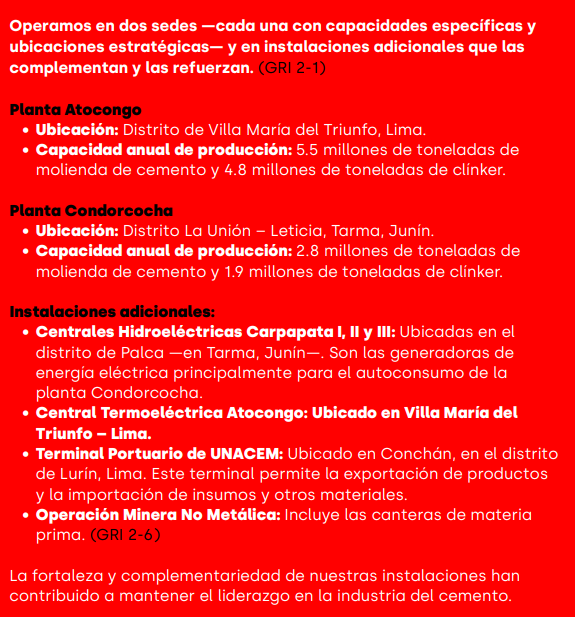 Operamos en dos sedes —cada una con capacidades específicas y
ubicaciones estratégicas— y en instalaciones adicionales que las
complementan y las refuerzan. (GRI 2-1)
Planta Atocongo
• Ubicación: Distrito de Villa María del Triunfo, Lima.
• Capacidad anual de producción: 5.5 millones de toneladas de
molienda de cemento y 4.8 millones de toneladas de clínker.
Planta Condorcocha
• Ubicación: Distrito La Unión – Leticia, Tarma, Junín.
• Capacidad anual de producción: 2.8 millones de toneladas de
molienda de cemento y 1.9 millones de toneladas de clínker.
Instalaciones adicionales:
• Centrales Hidroeléctricas Carpapata I, II y III: Ubicadas en el
distrito de Palca —en Tarma, Junín—. Son las generadoras de
energía eléctrica principalmente para el autoconsumo de la
planta Condorcocha.
• Central Termoeléctrica Atocongo: Ubicado en Villa María del
Triunfo – Lima.
• Terminal Portuario de UNACEM: Ubicado en Conchán, en el distrito
de Lurín, Lima. Este terminal permite la exportación de productos
y la importación de insumos y otros materiales.
• Operación Minera No Metálica: Incluye las canteras de materia
prima. (GRI 2-6)
La fortaleza y complementariedad de nuestras instalaciones han
contribuido a mantener el liderazgo en la industria del cemento.